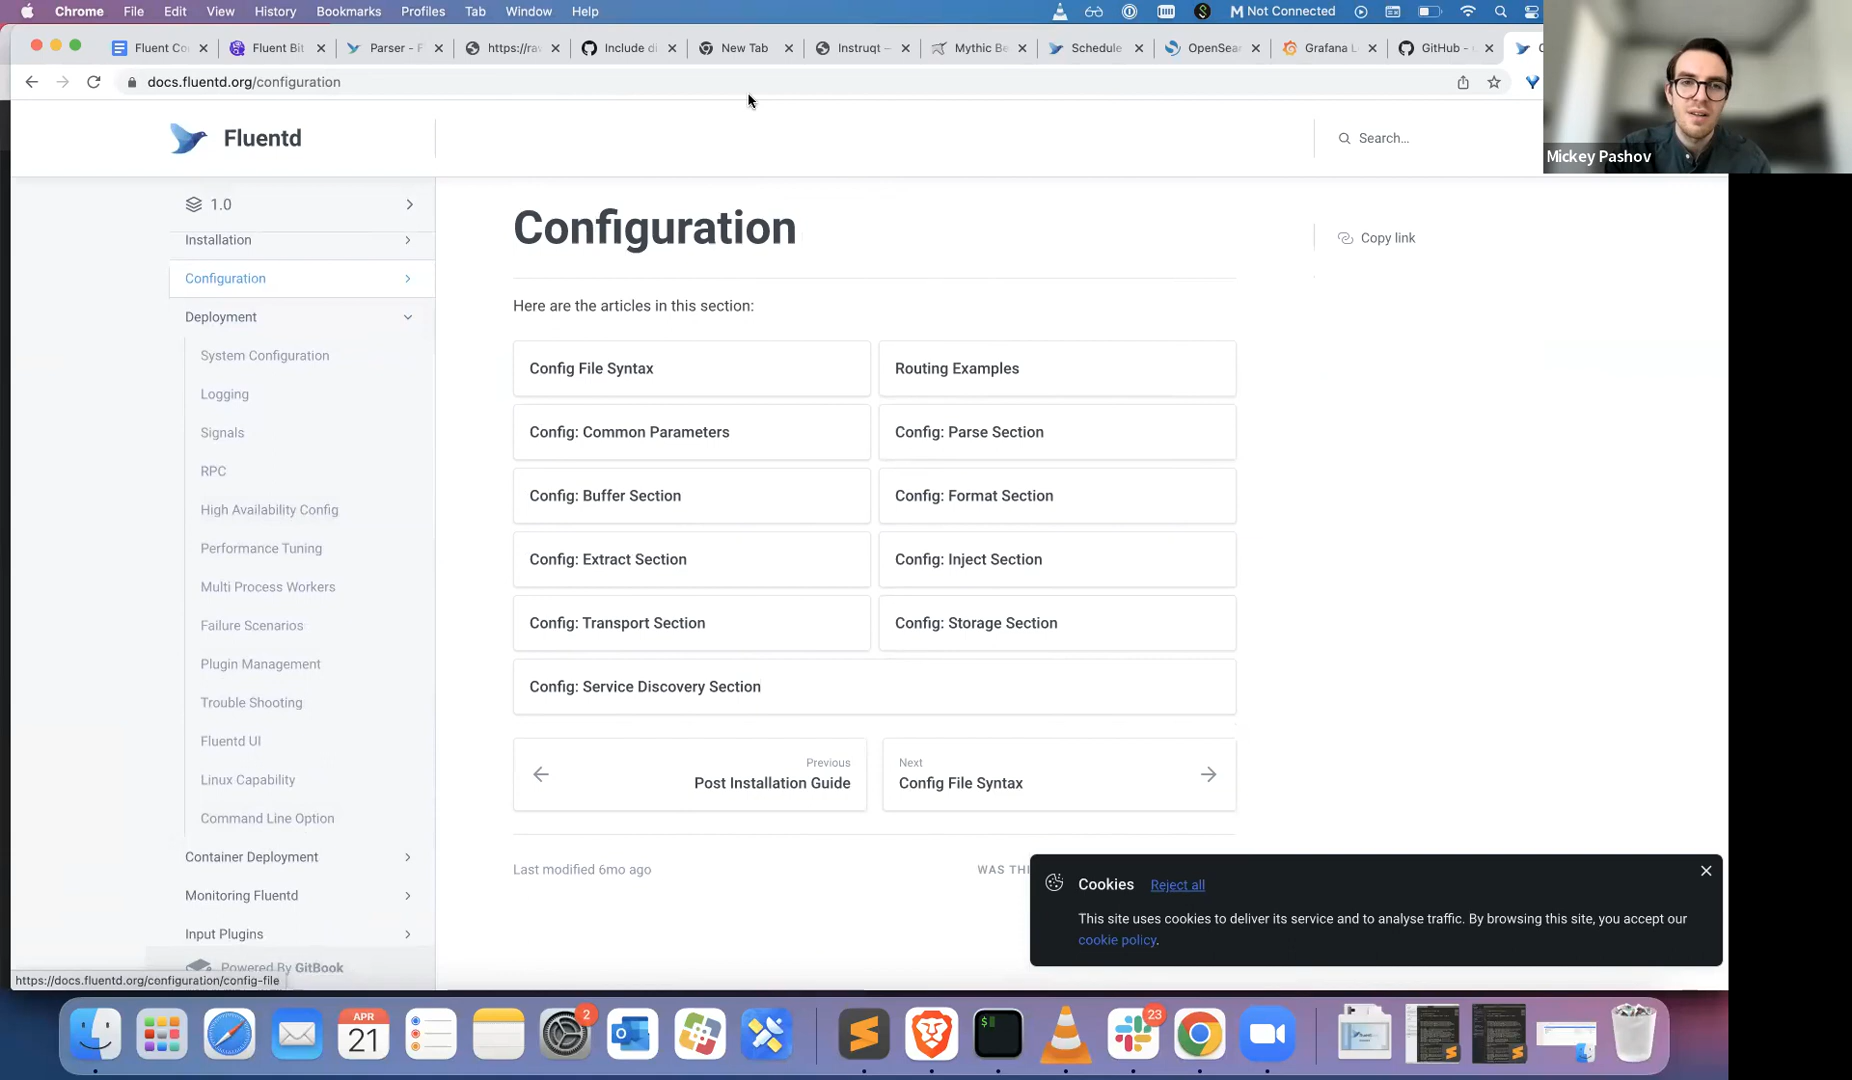 Chrome File Edit View History Bookmarks Profiles Tab Window Help Not Connected
Fluent Co Fluent Bit Parser - F https://ra Include di New Tab Instruqt – Mythic Be Schedule OpenSea Grafana L GitHub -
docs.fluentd.org/configuration
Mickey Pashov
Fluentd
Search...
1.0
Installation
Configuration
Deployment
System Configuration
Logging
Signals
RPC
High Availability Config
Performance Tuning
Multi Process Workers
Failure Scenarios
Plugin Management
Trouble Shooting
Fluentd UI
Linux Capability
Command Line Option
Container Deployment
Monitoring Fluentd
Input Plugins
Powered By GitBook
https://docs.fluentd.org/configuration/config-file
Configuration
Copy link
Here are the articles in this section:
Config File Syntax
Routing Examples
Config: Common Parameters
Config: Parse Section
Config: Buffer Section
Config: Format Section
Config: Extract Section
Config: Inject Section
Config: Transport Section
Config: Storage Section
Config: Service Discovery Section
Previous
Post Installation Guide
Next
Config File Syntax
Last modified 6mo ago
WAS THI
Cookies Reject all
This site uses cookies to deliver its service and to analyse traffic. By browsing this site, you accept our
cookie policy.
APR
21
2
$
23